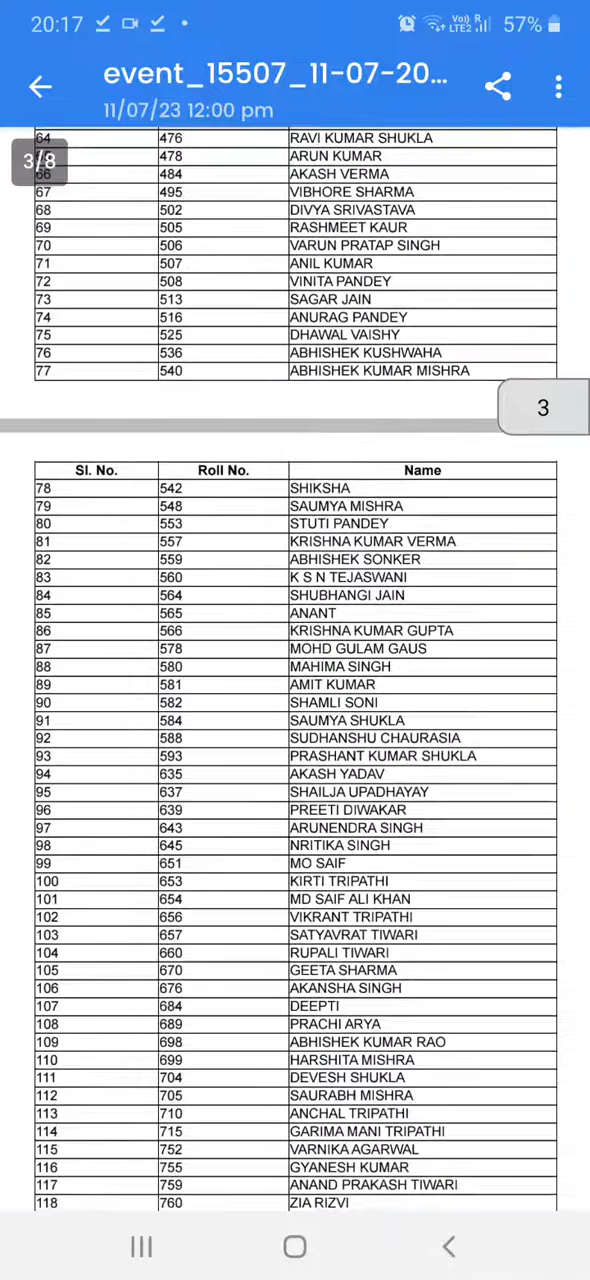 20:17 57%
Vo)) R
LTE2
event_15507_11-07-20...
11/07/23 12:00 pm
3/8
64 476 RAVI KUMAR SHUKLA
478 ARUN KUMAR
66 484 AKASH VERMA
67 495 VIBHORE SHARMA
68 502 DIVYA SRIVASTAVA
69 505 RASHMEET KAUR
70 506 VARUN PRATAP SINGH
71 507 ANIL KUMAR
72 508 VINITA PANDEY
73 513 SAGAR JAIN
74 516 ANURAG PANDEY
75 525 DHAWAL VAISHY
76 536 ABHISHEK KUSHWAHA
77 540 ABHISHEK KUMAR MISHRA
3
Sl. No. Roll No. Name
78 542 SHIKSHA
79 548 SAUMYA MISHRA
80 553 STUTI PANDEY
81 557 KRISHNA KUMAR VERMA
82 559 ABHISHEK SONKER
83 560 K S N TEJASWANI
84 564 SHUBHANGI JAIN
85 565 ANANT
86 566 KRISHNA KUMAR GUPTA
87 578 MOHD GULAM GAUS
88 580 MAHIMA SINGH
89 581 AMIT KUMAR
90 582 SHAMLI SONI
91 584 SAUMYA SHUKLA
92 588 SUDHANSHU CHAURASIA
93 593 PRASHANT KUMAR SHUKLA
94 635 AKASH YADAV
95 637 SHAILJA UPADHAYAY
96 639 PREETI DIWAKAR
97 643 ARUNENDRA SINGH
98 645 NRITIKA SINGH
99 651 MO SAIF
100 653 KIRTI TRIPATHI
101 654 MD SAIF ALI KHAN
102 656 VIKRANT TRIPATHI
103 657 SATYAVRAT TIWARI
104 660 RUPALI TIWARI
105 670 GEETA SHARMA
106 676 AKANSHA SINGH
107 684 DEEPTI
108 689 PRACHI ARYA
109 698 ABHISHEK KUMAR RAO
110 699 HARSHITA MISHRA
111 704 DEVESH SHUKLA
112 705 SAURABH MISHRA
113 710 ANCHAL TRIPATHI
114 715 GARIMA MANI TRIPATHI
115 752 VARNIKA AGARWAL
116 755 GYANESH KUMAR
117 759 ANAND PRAKASH TIWARI
118 760 ZIA RIZVI